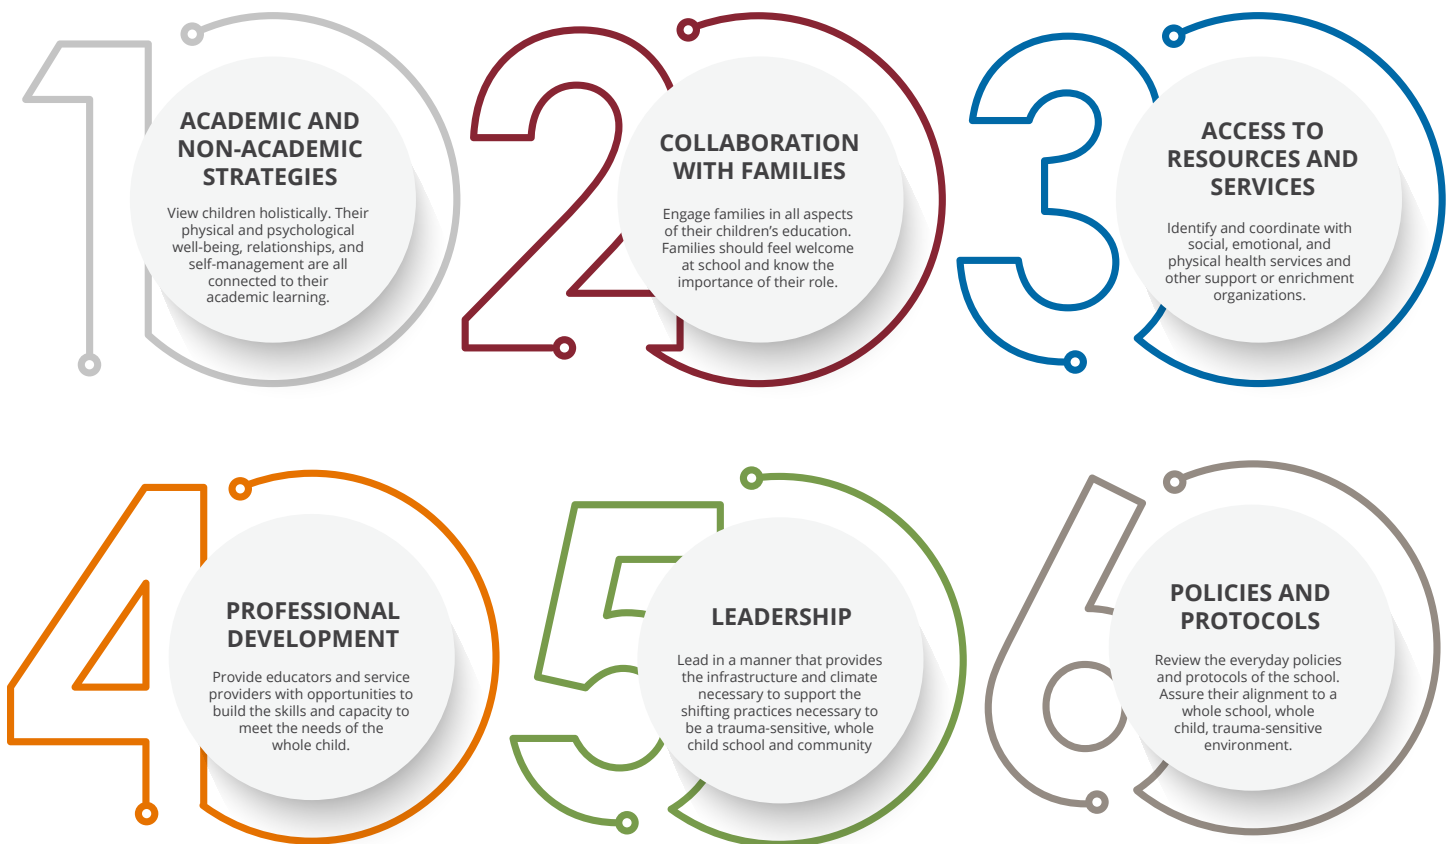 1
ACADEMIC AND
NON-ACADEMIC
STRATEGIES
View children holistically. Their
physical and psychological
well-being, relationships, and
self-management are all
connected to their
academic learning.
2
COLLABORATION
WITH FAMILIES
Engage families in all aspects
of their children’s education.
Families should feel welcome
at school and know the
importance of their role.
3
ACCESS TO
RESOURCES AND
SERVICES
Identify and coordinate with
social, emotional, and
physical health services and
other support or enrichment
organizations.
4
PROFESSIONAL
DEVELOPMENT
Provide educators and service
providers with opportunities to
build the skills and capacity to
meet the needs of the
whole child.
5
LEADERSHIP
Lead in a manner that provides
the infrastructure and climate
necessary to support the
shifting practices necessary to
be a trauma-sensitive, whole
child school and community
6
POLICIES AND
PROTOCOLS
Review the everyday policies
and protocols of the school.
Assure their alignment to a
whole school, whole
child, trauma-sensitive
environment.